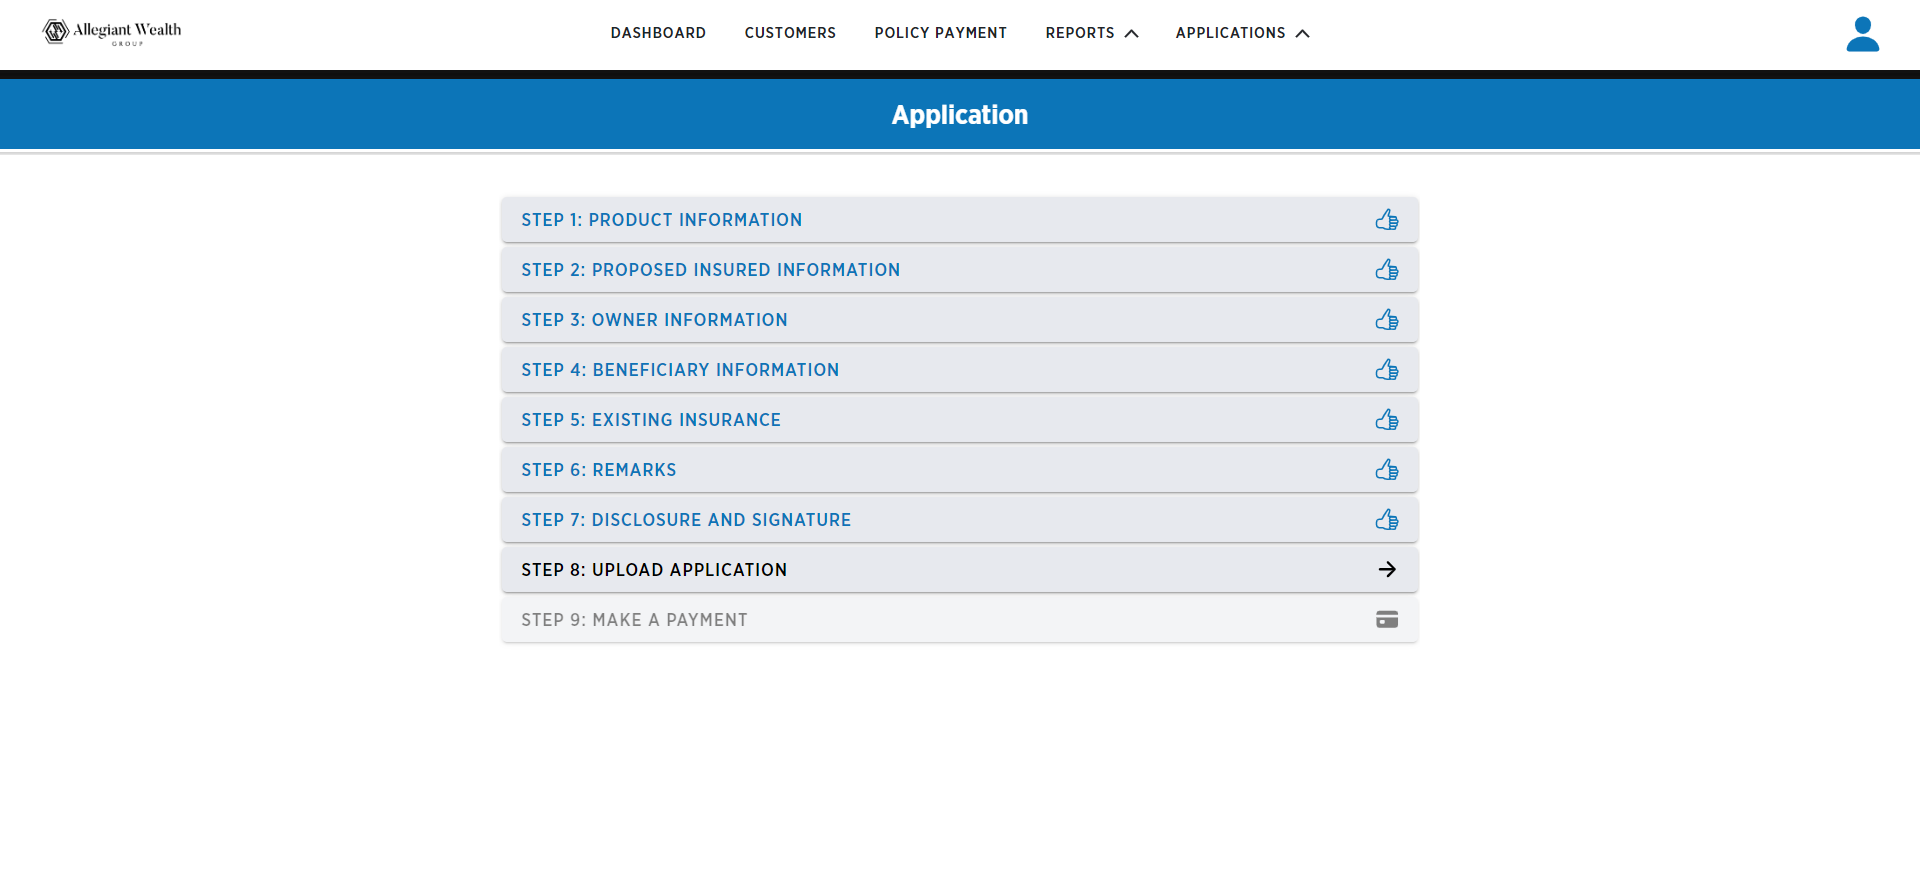 Allegiant Wealth
GROUP
DASHBOARD CUSTOMERS POLICY PAYMENT REPORTS APPLICATIONS
Application
STEP 1: PRODUCT INFORMATION
STEP 2: PROPOSED INSURED INFORMATION
STEP 3: OWNER INFORMATION
STEP 4: BENEFICIARY INFORMATION
STEP 5: EXISTING INSURANCE
STEP 6: REMARKS
STEP 7: DISCLOSURE AND SIGNATURE
STEP 8: UPLOAD APPLICATION
STEP 9: MAKE A PAYMENT